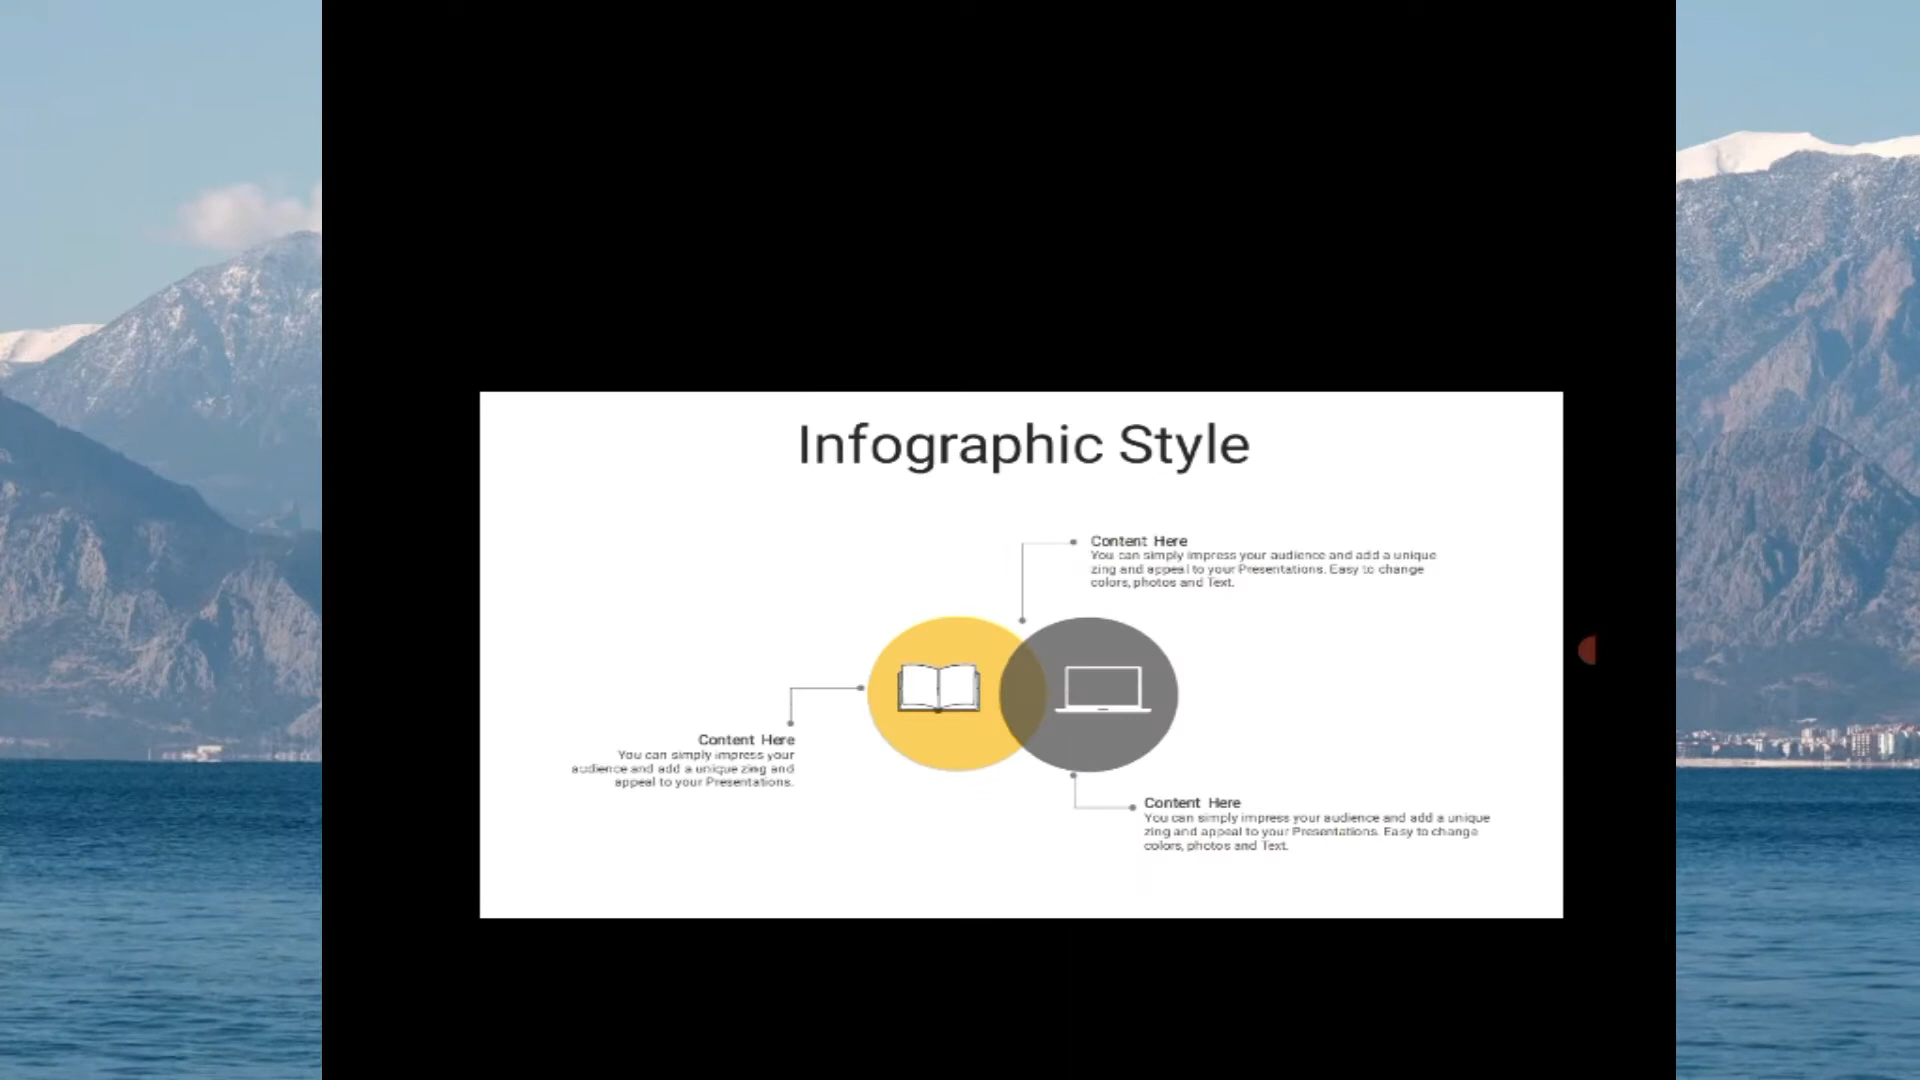 Infographic Style
Content Here
You can simply impress your audience and add a unique
zing and appeal to your Presentations. Easy to change
colors, photos and Text.
Content Here
You can simply impress your
audience and add a unique zing and
appeal to your Presentations.
Content Here
You can simply impress your audience and add a unique
zing and appeal to your Presentations. Easy to change
colors, photos and Text.